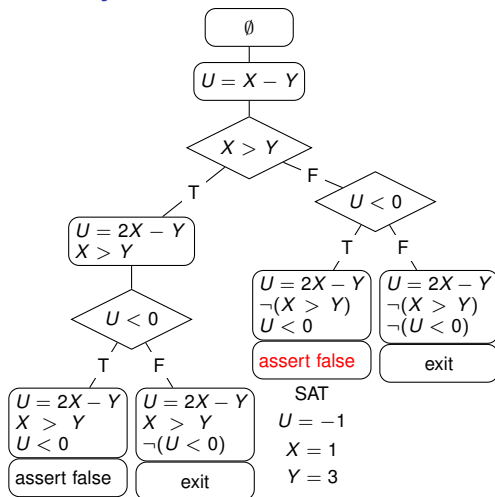 ∅
U = X − Y
X > Y
T
F
U < 0
U = 2X − Y
X > Y
T
F
U < 0
U = 2X − Y
¬(X > Y)
U < 0
assert false
U = 2X − Y
¬(X > Y)
¬(U < 0)
exit
T
F
U = 2X − Y
X > Y
U < 0
assert false
U = 2X − Y
X > Y
¬(U < 0)
exit
SAT
U = −1
X = 1
Y = 3